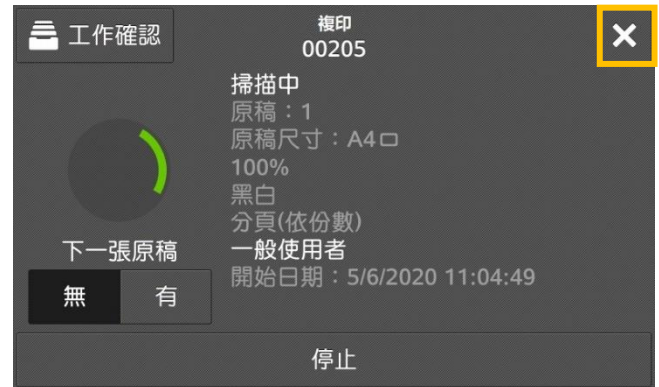 工作確認
複印
00205
掃描中
原稿：1
原稿尺寸：A4
100%
黑白
分頁(依份數)
一般使用者
開始日期：5/6/2020 11:04:49
下一張原稿
無
有
停止